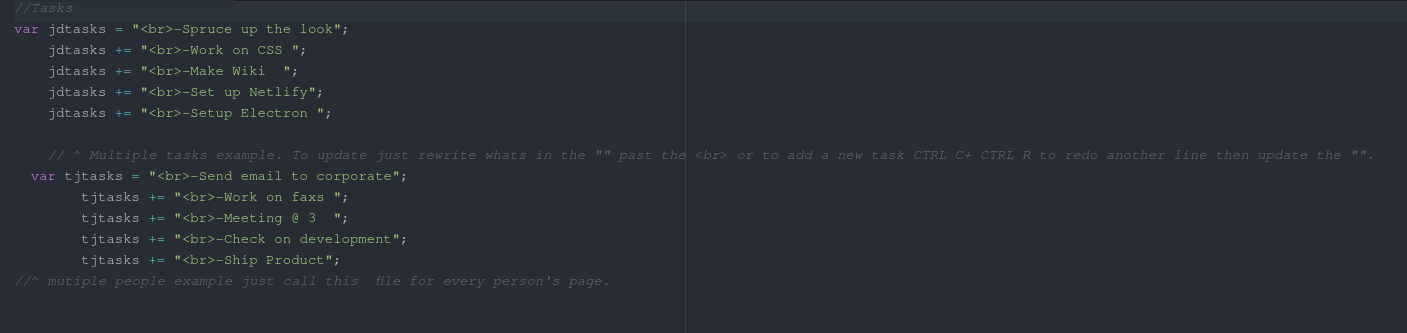 //Tasks
var jdtasks = "<br>-Spruce up the look";
    jdtasks += "<br>-Work on CSS ";
    jdtasks += "<br>-Make Wiki  ";
    jdtasks += "<br>-Set up Netlify";
    jdtasks += "<br>-Setup Electron ";

    // ^ Multiple tasks example. To update just rewrite whats in the "" past the <br> or to add a new task CTRL C+ CTRL R to redo another line then update the "".
  var tjtasks = "<br>-Send email to corporate";
        tjtasks += "<br>-Work on faxs ";
        tjtasks += "<br>-Meeting @ 3  ";
        tjtasks += "<br>-Check on development";
        tjtasks += "<br>-Ship Product";
//^ mutiple people example just call this  file for every person's page.